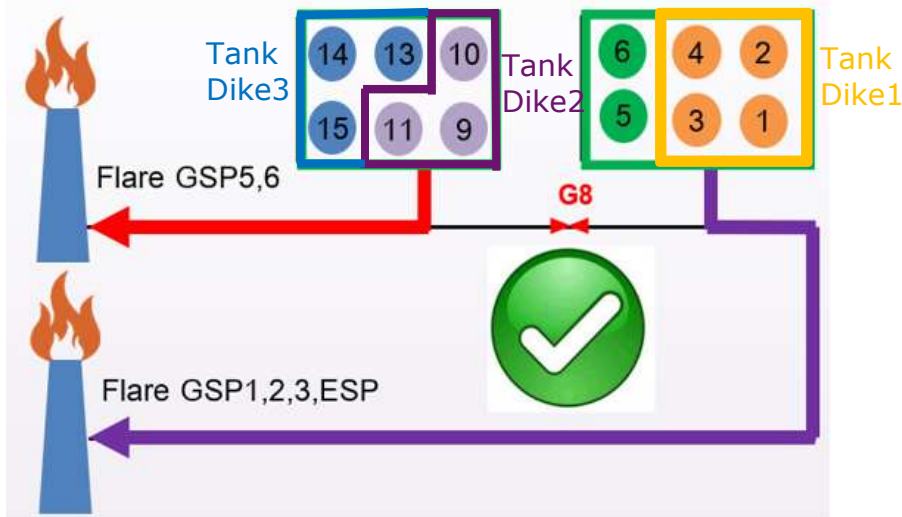 Tank
Dike3
14 13 10
15 11 9
Tank
Dike2
6 4 2
5 3 1
Tank
Dike1
Flare GSP5,6
G8
Flare GSP1,2,3,ESP